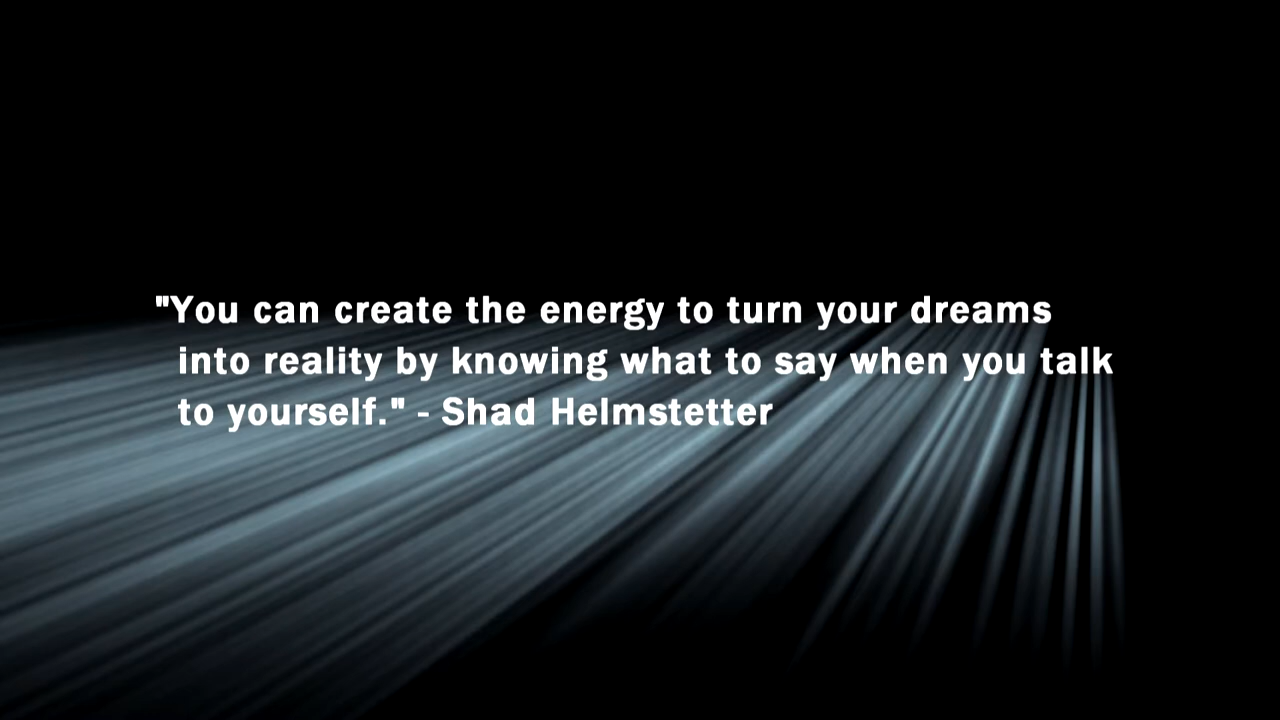 "You can create the energy to turn your dreams
into reality by knowing what to say when you talk
to yourself." - Shad Helmstetter